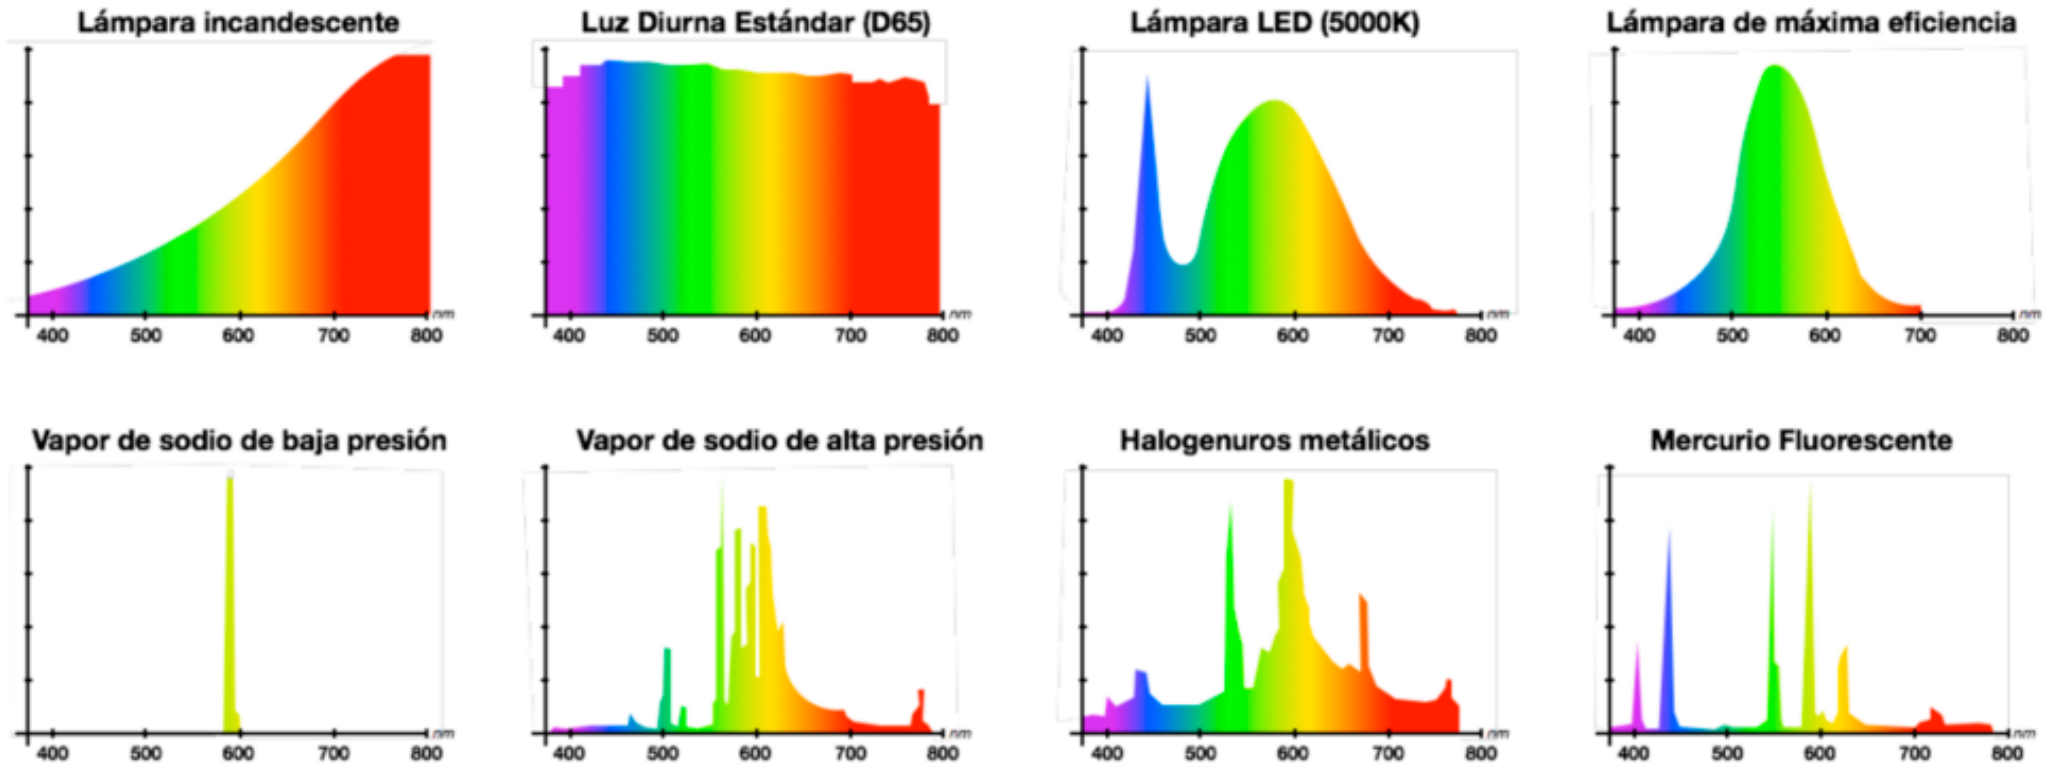 Lámpara incandescente
Luz Diurna Estándar (D65)
Lámpara LED (5000K)
Lámpara de máxima eficiencia
400 500 600 700 800 nm
400 500 600 700 800 nm
400 500 600 700 800 nm
400 500 600 700 800 nm
Vapor de sodio de baja presión
Vapor de sodio de alta presión
Halogenuros metálicos
Mercurio Fluorescente
400 500 600 700 800 nm
400 500 600 700 800 nm
400 500 600 700 800 nm
400 500 600 700 800 nm